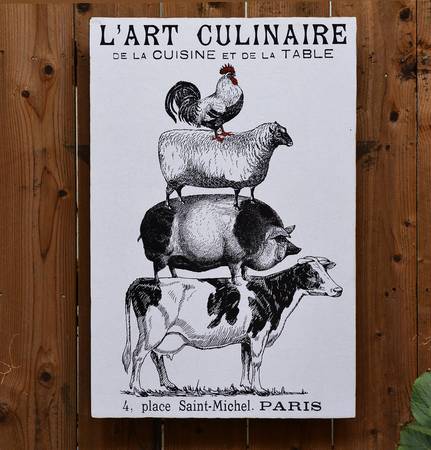 L'ART CULINAIRE
DE LA CUISINE ET DE LA TABLE
4, place Saint-Michel. PARIS